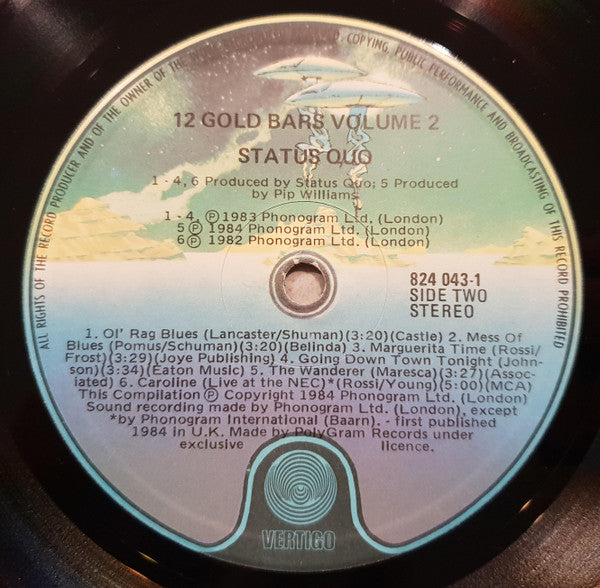 ALL RIGHTS OF THE RECORD PRODUCER AND OF THE OWNER OF THE
COPYING, PUBLIC PERFORMANCE AND BROADCASTING OF THIS RECORD PROHIBITED
12 GOLD BARS VOLUME 2
STATUS QUO
1 - 4, 6 Produced by Status Quo; 5 Produced
by Pip Williams
1 - 4, ℗ 1983 Phonogram Ltd. (London)
5 ℗ 1984 Phonogram Ltd. (London)
6 ℗ 1982 Phonogram Ltd. (London)
824 043-1
SIDE TWO
STEREO
1. Ol' Rag Blues (Lancaster/Shuman)(3:20)(Castle) 2. Mess Of
Blues (Pomus/Schuman)(3:20)(Belinda) 3. Marguerita Time (Rossi/
Frost)(3:29)(Joye Publishing) 4. Going Down Town Tonight (John-
son)(3:34)(Eaton Music) 5. The Wanderer (Maresca)(3:27)(Assoc-
iated) 6. Caroline (Live at the NEC)*(Rossi/Young)(5:00)(MCA)
This Compilation ℗ Copyright 1984 Phonogram Ltd. (London)
Sound recording made by Phonogram Ltd. (London), except
*by Phonogram International (Baarn). - first published
1984 in U.K. Made by PolyGram Records under
exclusive licence.
VERTIGO